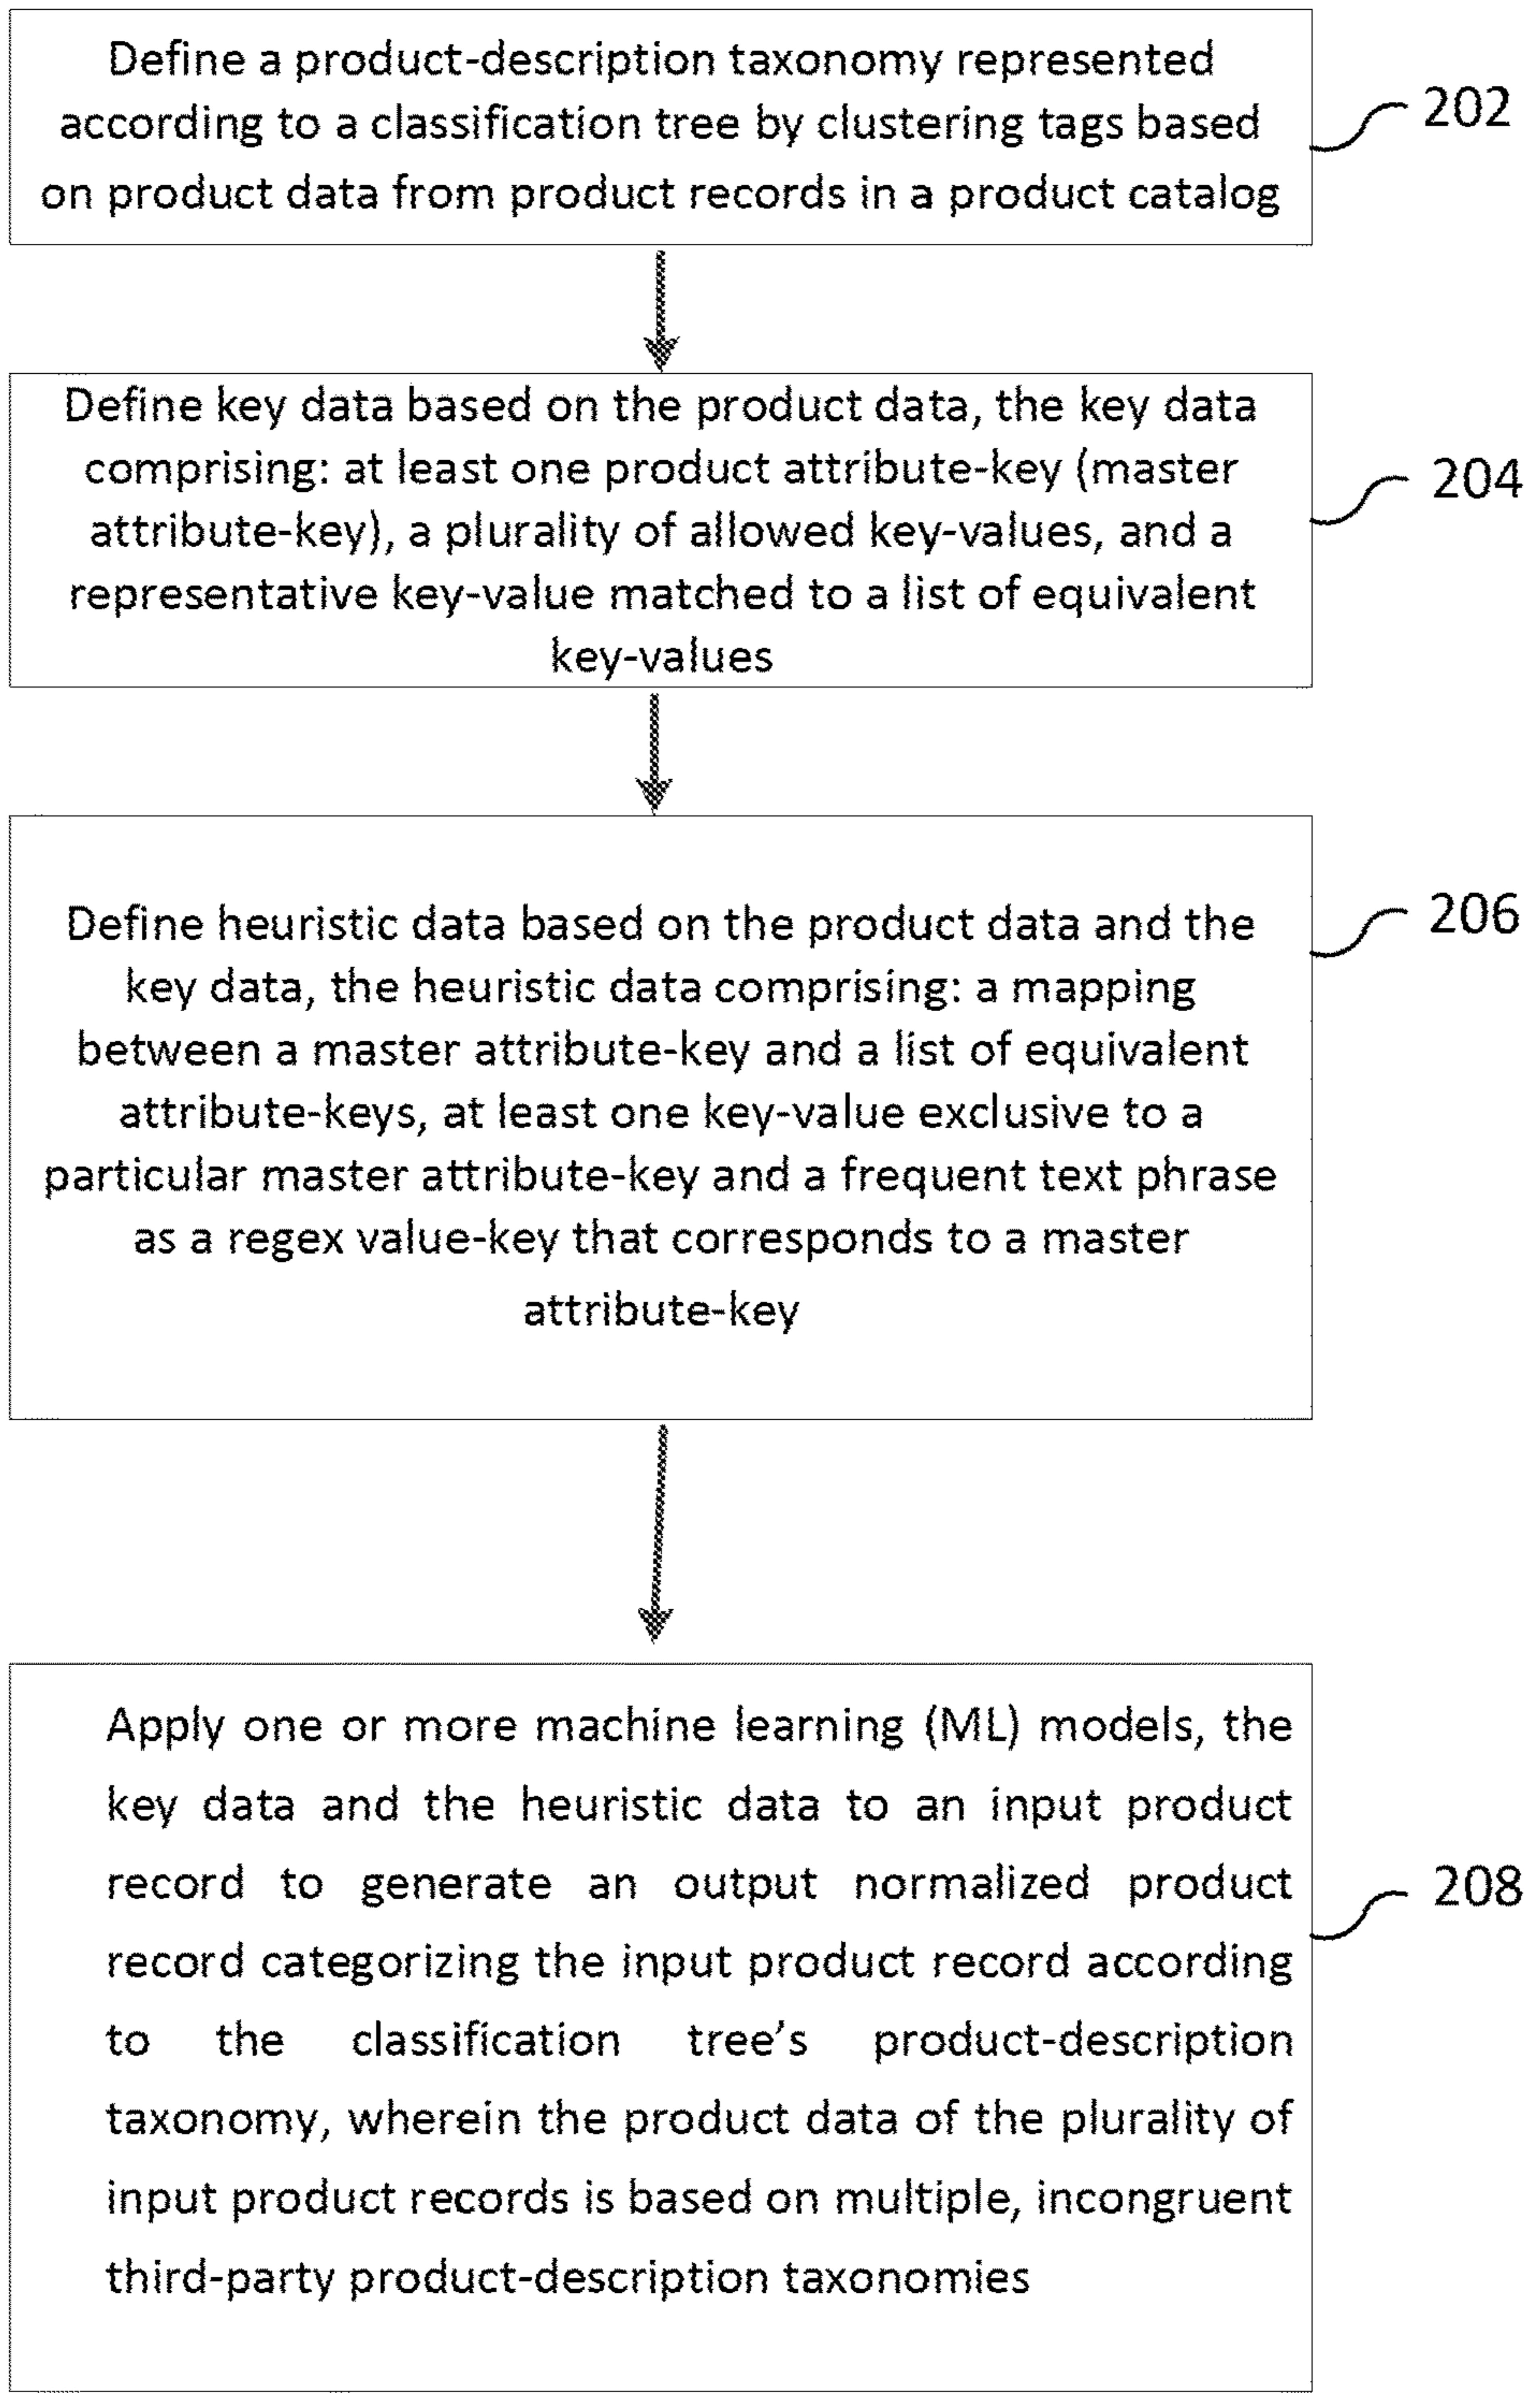 Define a product-description taxonomy represented
according to a classification tree by clustering tags based
on product data from product records in a product catalog
202
Define key data based on the product data, the key data
comprising: at least one product attribute-key (master
attribute-key), a plurality of allowed key-values, and a
representative key-value matched to a list of equivalent
key-values
204
Define heuristic data based on the product data and the
key data, the heuristic data comprising: a mapping
between a master attribute-key and a list of equivalent
attribute-keys, at least one key-value exclusive to a
particular master attribute-key and a frequent text phrase
as a regex value-key that corresponds to a master
attribute-key
206
Apply one or more machine learning (ML) models, the
key data and the heuristic data to an input product
record to generate an output normalized product
record categorizing the input product record according
to the classification tree’s product-description
taxonomy, wherein the product data of the plurality of
input product records is based on multiple, incongruent
third-party product-description taxonomies
208